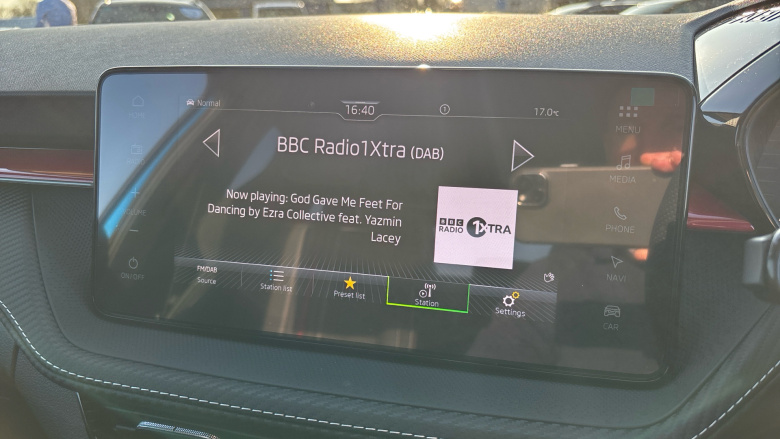 Normal
16:40
17.0°C
HOME
VOLUME
ON/OFF
BBC Radio1Xtra (DAB)
Now playing: God Gave Me Feet For
Dancing by Ezra Collective feat. Yazmin
Lacey
BBC
RADIO
1XTRA
FM/DAB
Source
Station list
Preset list
Station
Settings
MENU
MEDIA
PHONE
NAVI
CAR